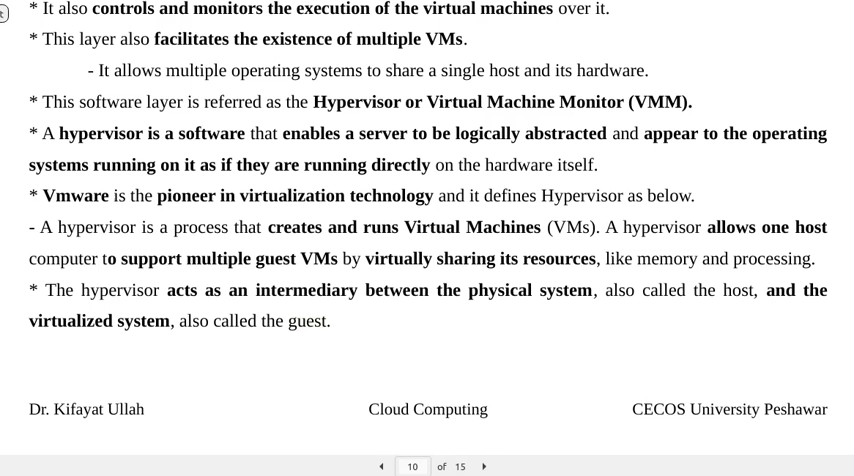 * It also controls and monitors the execution of the virtual machines over it.
* This layer also facilitates the existence of multiple VMs.
- It allows multiple operating systems to share a single host and its hardware.
* This software layer is referred as the Hypervisor or Virtual Machine Monitor (VMM).
* A hypervisor is a software that enables a server to be logically abstracted and appear to the operating
systems running on it as if they are running directly on the hardware itself.
* Vmware is the pioneer in virtualization technology and it defines Hypervisor as below.
- A hypervisor is a process that creates and runs Virtual Machines (VMs). A hypervisor allows one host
computer to support multiple guest VMs by virtually sharing its resources, like memory and processing.
* The hypervisor acts as an intermediary between the physical system, also called the host, and the
virtualized system, also called the guest.
Dr. Kifayat Ullah Cloud Computing CECOS University Peshawar
10 of 15